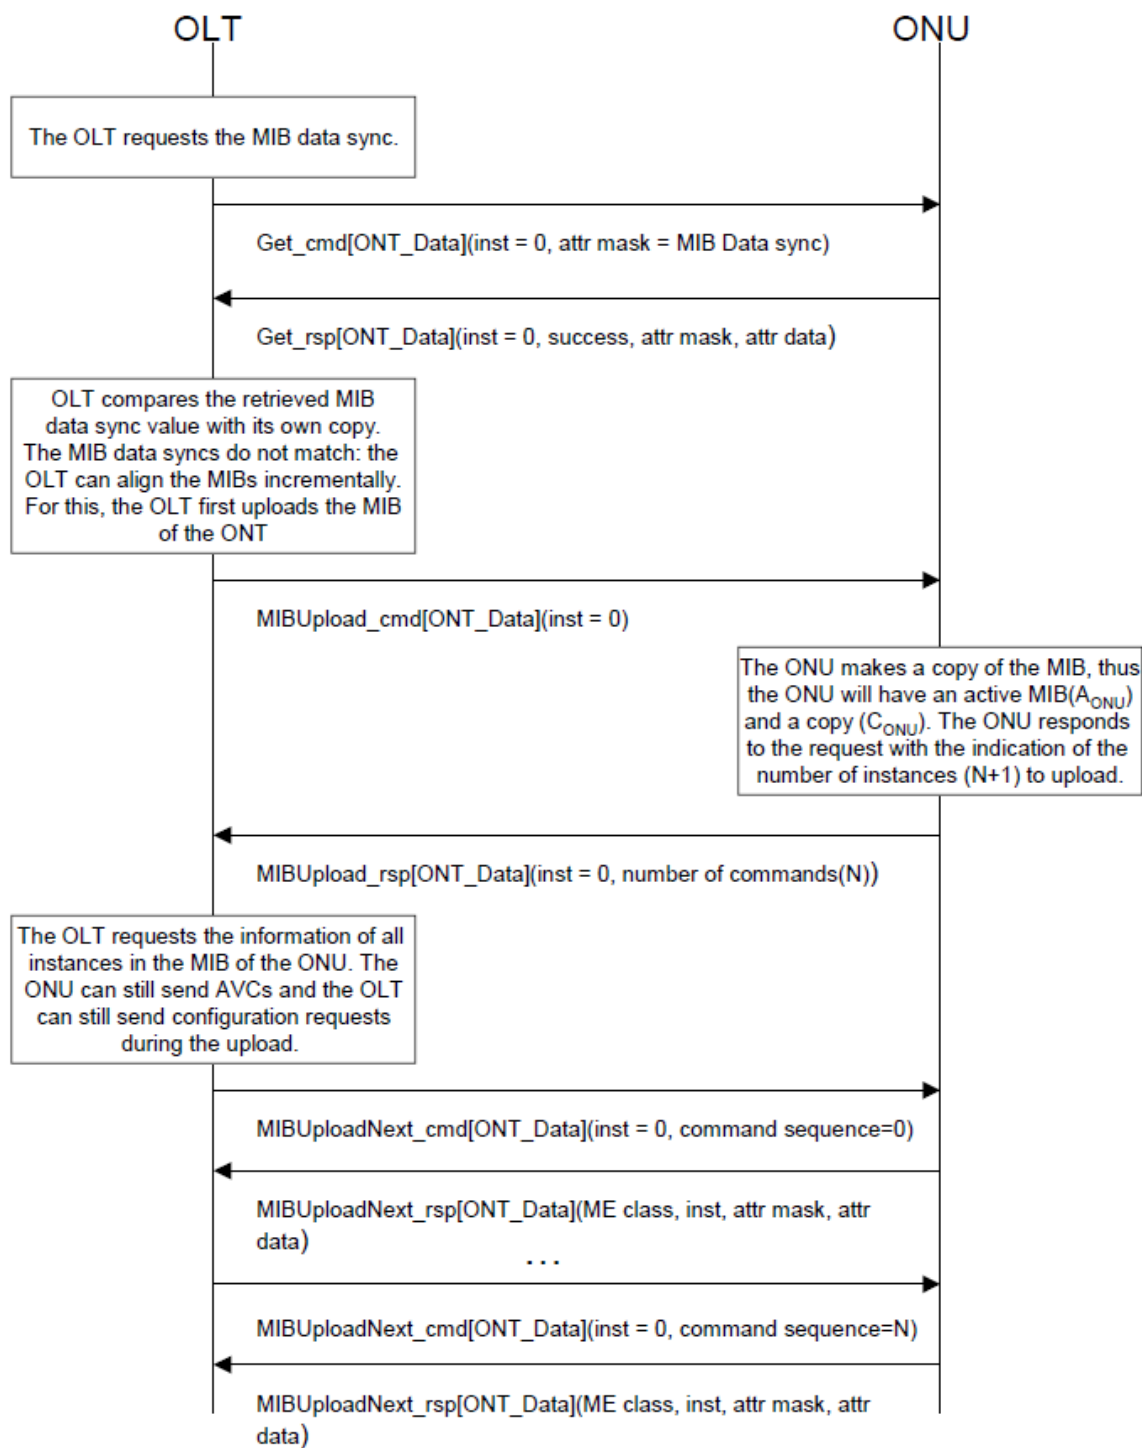 OLT
ONU
The OLT requests the MIB data sync.
Get_cmd[ONT_Data](inst = 0, attr mask = MIB Data sync)
Get_rsp[ONT_Data](inst = 0, success, attr mask, attr data)
OLT compares the retrieved MIB
data sync value with its own copy.
The MIB data syncs do not match: the
OLT can align the MIBs incrementally.
For this, the OLT first uploads the MIB
of the ONT
MIBUpload_cmd[ONT_Data](inst = 0)
The ONU makes a copy of the MIB, thus
the ONU will have an active MIB(AONU)
and a copy (CONU). The ONU responds
to the request with the indication of the
number of instances (N+1) to upload.
MIBUpload_rsp[ONT_Data](inst = 0, number of commands(N))
The OLT requests the information of all
instances in the MIB of the ONU. The
ONU can still send AVCs and the OLT
can still send configuration requests
during the upload.
MIBUploadNext_cmd[ONT_Data](inst = 0, command sequence=0)
MIBUploadNext_rsp[ONT_Data](ME class, inst, attr mask, attr
data)
...
MIBUploadNext_cmd[ONT_Data](inst = 0, command sequence=N)
MIBUploadNext_rsp[ONT_Data](ME class, inst, attr mask, attr
data)